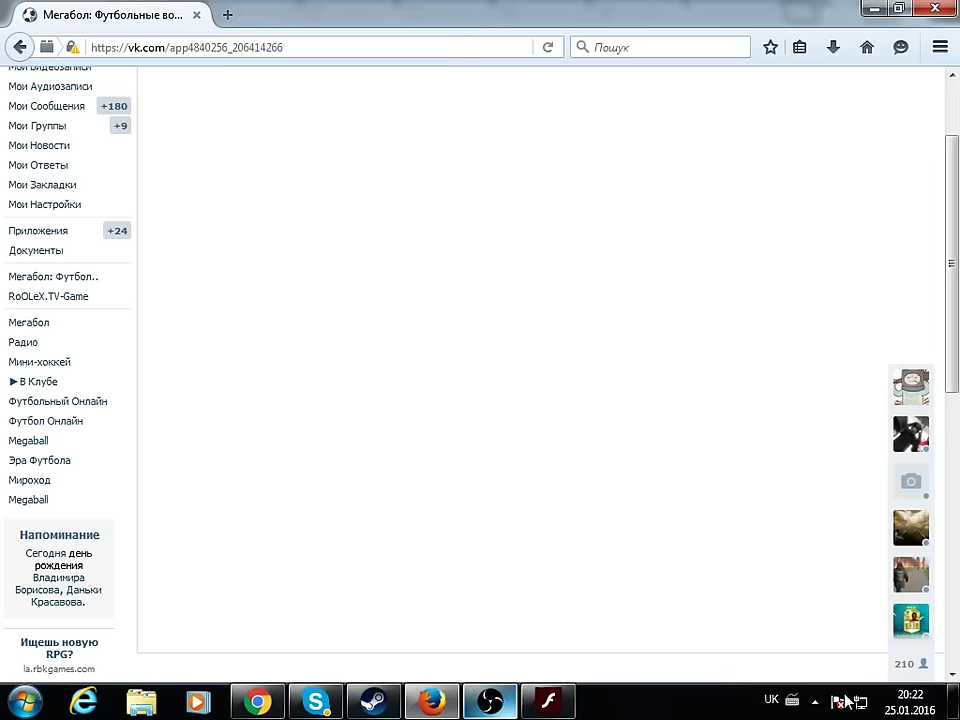 Мегабол: Футбольные во...
https://vk.com/app4840256_206414266
Пошук
Мои Видеозаписи
Мои Аудиозаписи
Мои Сообщения +180
Мои Группы +9
Мои Новости
Мои Ответы
Мои Закладки
Мои Настройки
Приложения +24
Документы
Мегабол: Футбол..
RoOLeX.TV-Game
Мегабол
Радио
Мини-хоккей
►В Клубе
Футбольный Онлайн
Футбол Онлайн
Megaball
Эра Футбола
Мироход
Megaball
Напоминание
Сегодня день
рождения
Владимира
Борисова, Даньки
Красавова.
Ищешь новую
RPG?
la.rbkgames.com
210
UK
20:22
25.01.2016